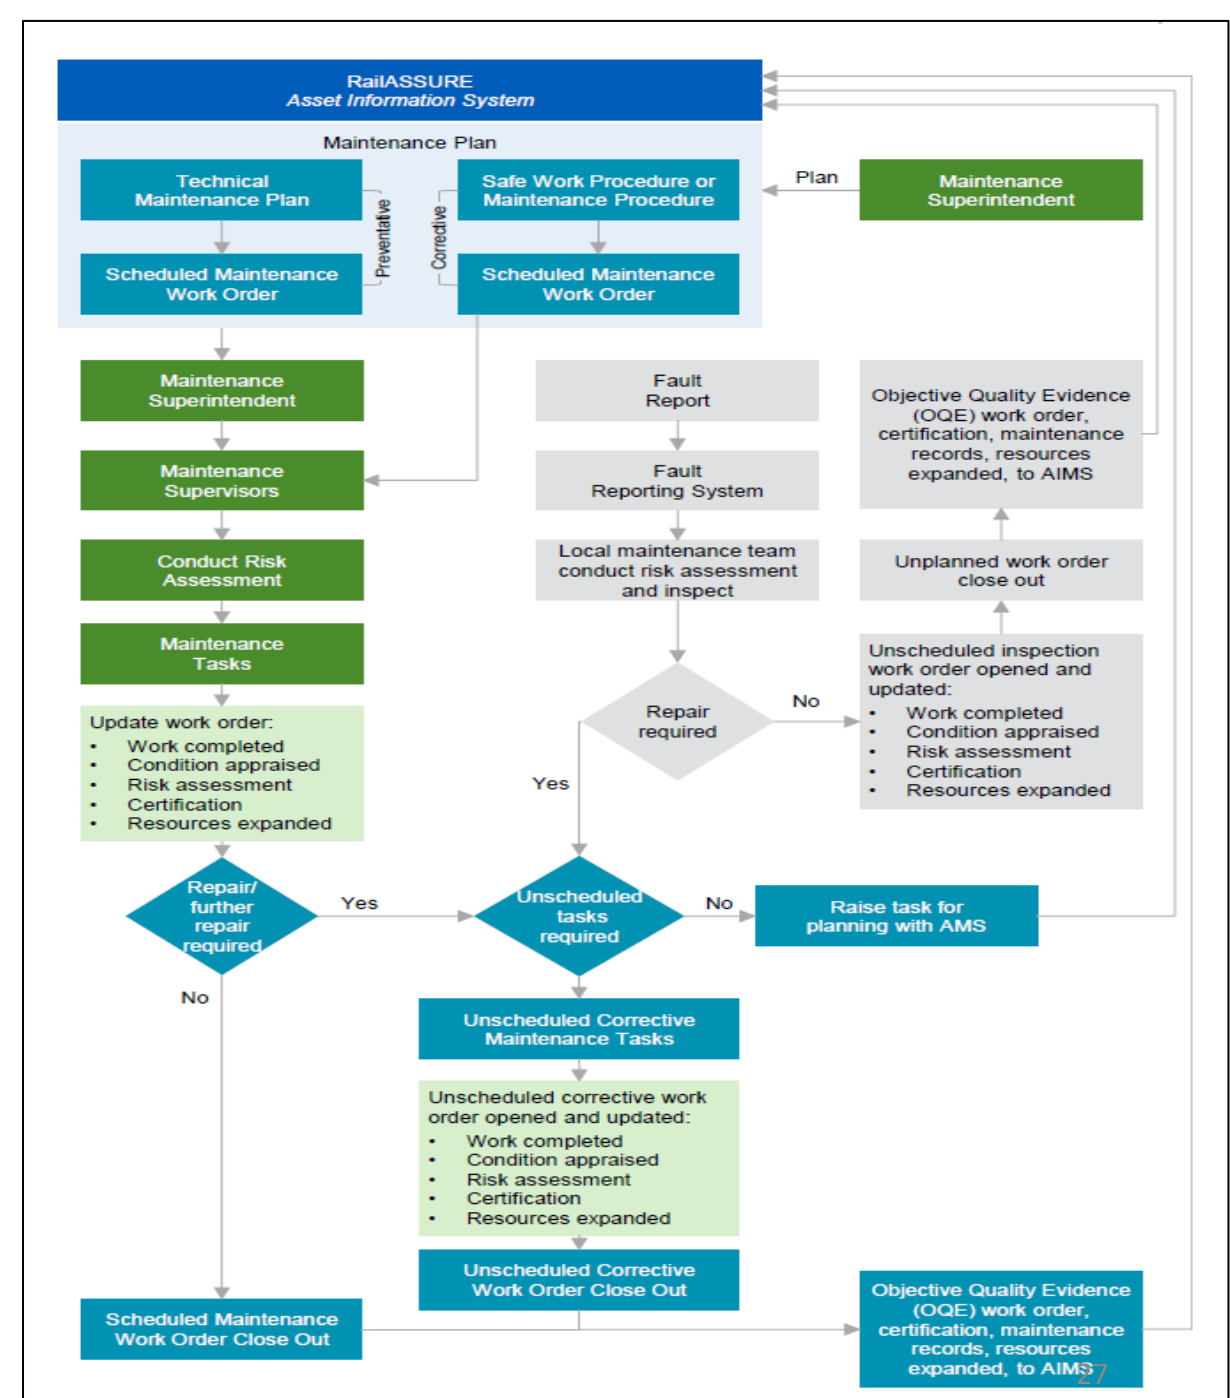 RailASSURE
Asset Information System
Maintenance Plan
Technical
Maintenance Plan
Preventative
Corrective
Safe Work Procedure or
Maintenance Procedure
Plan
Maintenance
Superintendent
Scheduled Maintenance
Work Order
Scheduled Maintenance
Work Order
Maintenance
Superintendent
Maintenance
Supervisors
Conduct Risk
Assessment
Maintenance
Tasks
Update work order:
• Work completed
• Condition appraised
• Risk assessment
• Certification
• Resources expanded
Fault
Report
Fault
Reporting System
Local maintenance team
conduct risk assessment
and inspect
Repair
required
No
Yes
Objective Quality Evidence
(OQE) work order,
certification, maintenance
records, resources
expanded, to AIMS
Unplanned work order
close out
Unscheduled inspection
work order opened and
updated:
• Work completed
• Condition appraised
• Risk assessment
• Certification
• Resources expanded
Repair/
further
repair
required
Yes
No
Unscheduled
tasks
required
No
Raise task for
planning with AMS
Unscheduled Corrective
Maintenance Tasks
Unscheduled corrective work
order opened and updated:
• Work completed
• Condition appraised
• Risk assessment
• Certification
• Resources expanded
Unscheduled Corrective
Work Order Close Out
Scheduled Maintenance
Work Order Close Out
Objective Quality Evidence
(OQE) work order,
certification, maintenance
records, resources
expanded, to AIMS
27